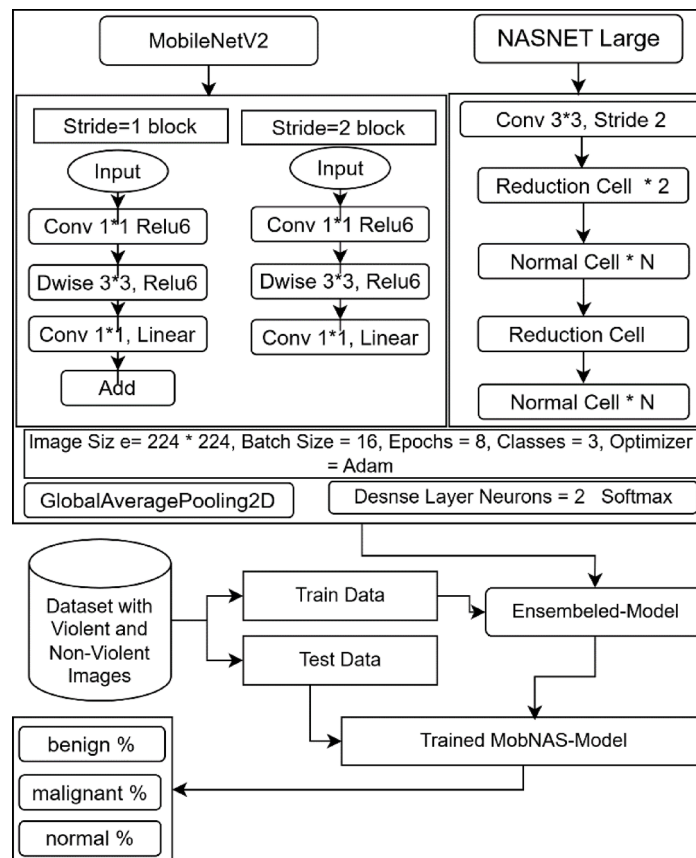 MobileNetV2
NASNET Large
Stride=1 block
Stride=2 block
Input
Input
Conv 1*1 Relu6
Conv 1*1 Relu6
Dwise 3*3, Relu6
Dwise 3*3, Relu6
Conv 1*1, Linear
Conv 1*1, Linear
Add
Conv 3*3, Stride 2
Reduction Cell * 2
Normal Cell * N
Reduction Cell
Normal Cell * N
Image Siz e= 224 * 224, Batch Size = 16, Epochs = 8, Classes = 3, Optimizer
= Adam
GlobalAveragePooling2D
Desnse Layer Neurons = 2 Softmax
Dataset with
Violent and
Non-Violent
Images
Train Data
Test Data
Ensembeled-Model
Trained MobNAS-Model
benign %
malignant %
normal %